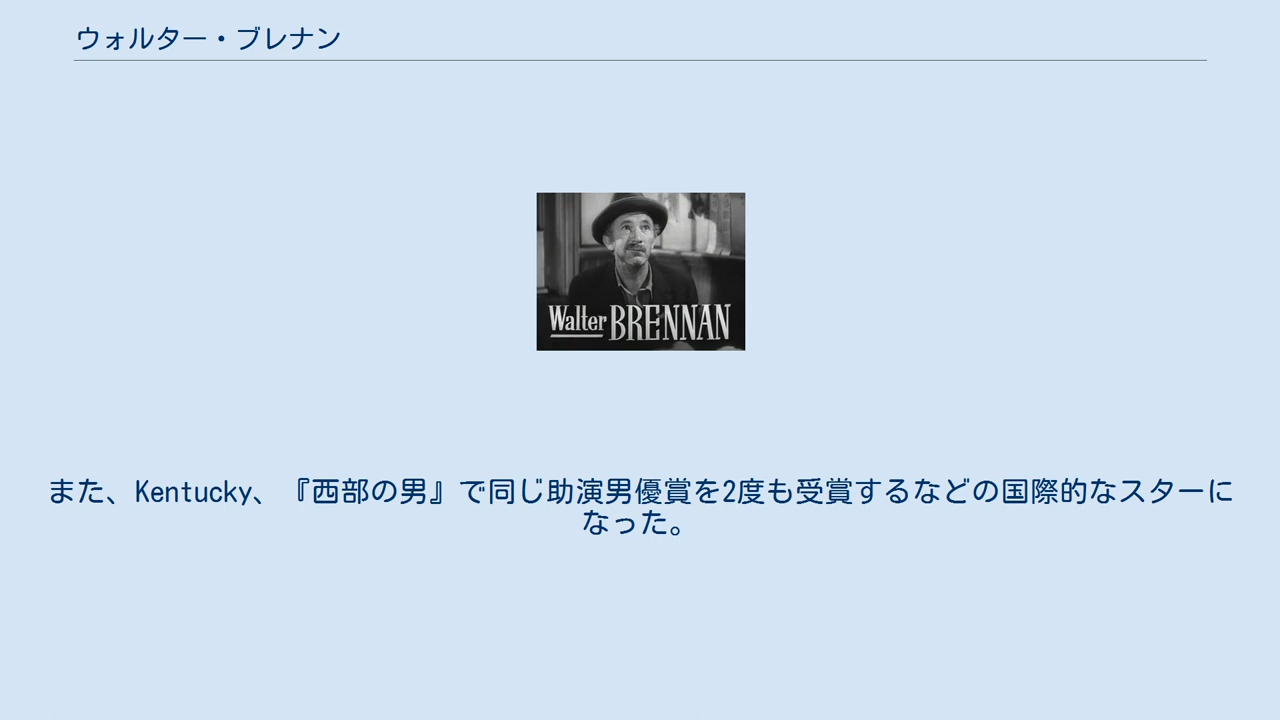 ウォルター・ブレナン
Walter BRENNAN
また、Kentucky、『西部の男』で同じ助演男優賞を2度も受賞するなどの国際的なスターに
なった。